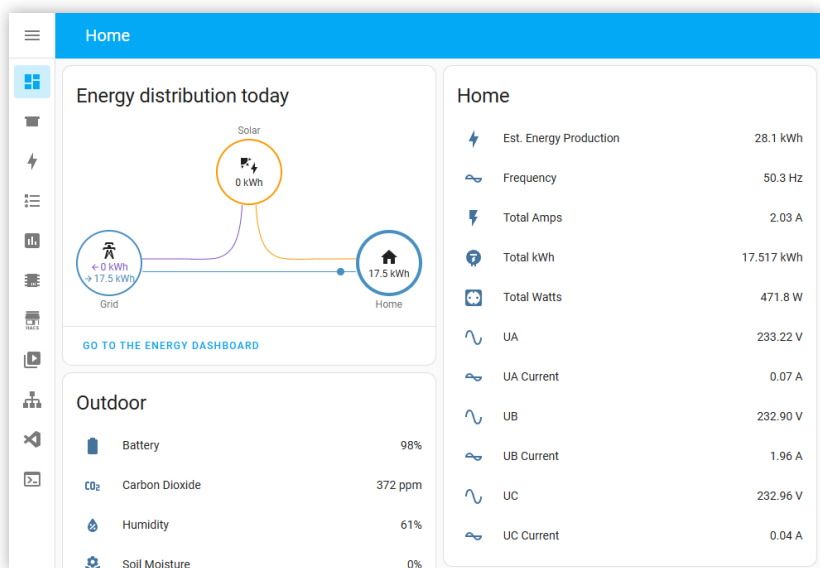 Home
Energy distribution today
Solar
0 kWh
← 0 kWh
→ 17.5 kWh
17.5 kWh
Grid
Home
GO TO THE ENERGY DASHBOARD
Outdoor
Battery 98%
CO₂ Carbon Dioxide 372 ppm
Humidity 61%
Soil Moisture 0%
Home
Est. Energy Production 28.1 kWh
Frequency 50.3 Hz
Total Amps 2.03 A
Total kWh 17.517 kWh
Total Watts 471.8 W
UA 233.22 V
UA Current 0.07 A
UB 232.90 V
UB Current 1.96 A
UC 232.96 V
UC Current 0.04 A
HACS